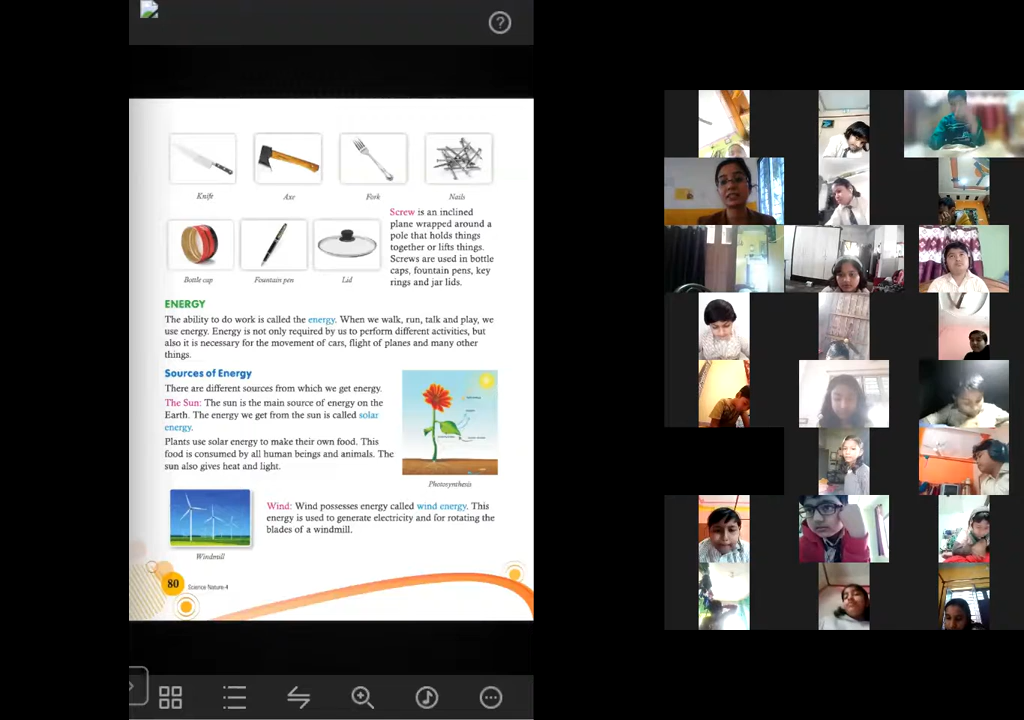 Knife
Axe
Fork
Nails
Screw is an inclined
plane wrapped around a
pole that holds things
together or lifts things.
Screws are used in bottle
caps, fountain pens, key
rings and jar lids.
Bottle cap
Fountain pen
Lid
ENERGY
The ability to do work is called the energy. When we walk, run, talk and play, we
use energy. Energy is not only required by us to perform different activities, but
also it is necessary for the movement of cars, flight of planes and many other
things.
Sources of Energy
There are different sources from which we get energy.
The Sun: The sun is the main source of energy on the
Earth. The energy we get from the sun is called solar
energy.
Plants use solar energy to make their own food. This
food is consumed by all human beings and animals. The
sun also gives heat and light.
Photosynthesis
Wind: Wind possesses energy called wind energy. This
energy is used to generate electricity and for rotating the
blades of a windmill.
Windmill
80
Science Nature-4